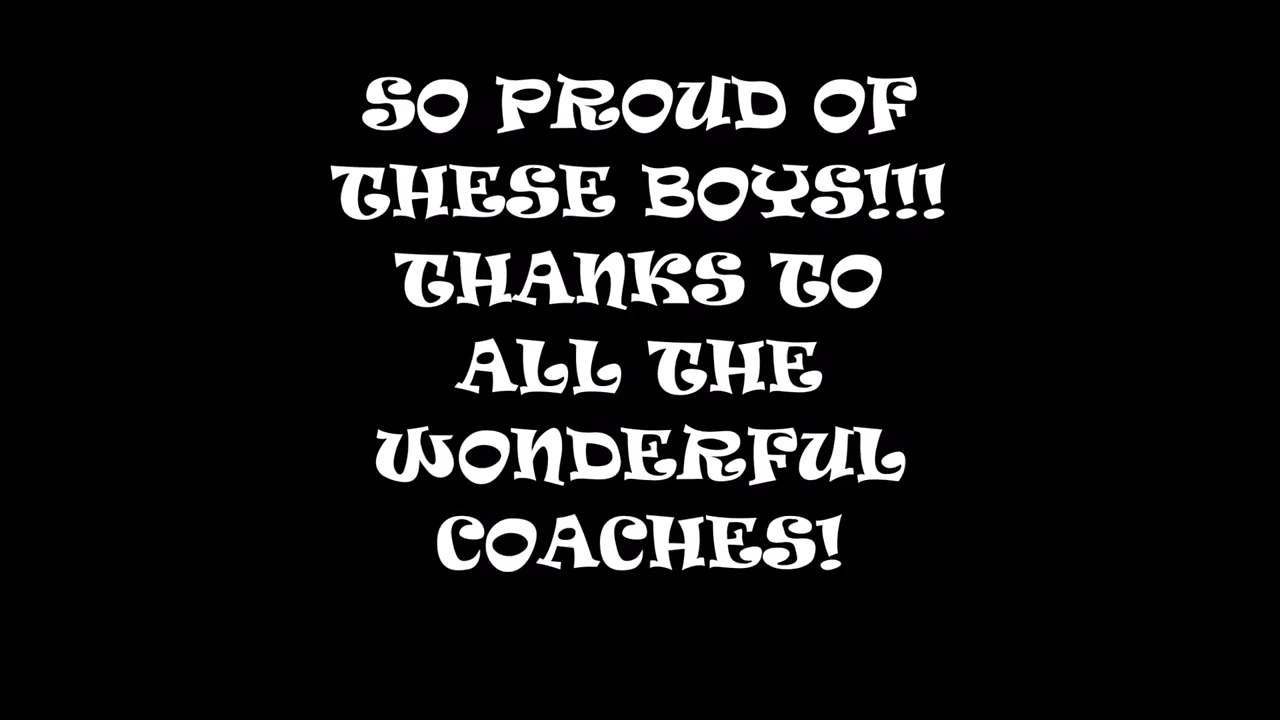 SO PROUD OF
THESE BOYS!!!
THANKS TO
ALL THE
WONDERFUL
COACHES!